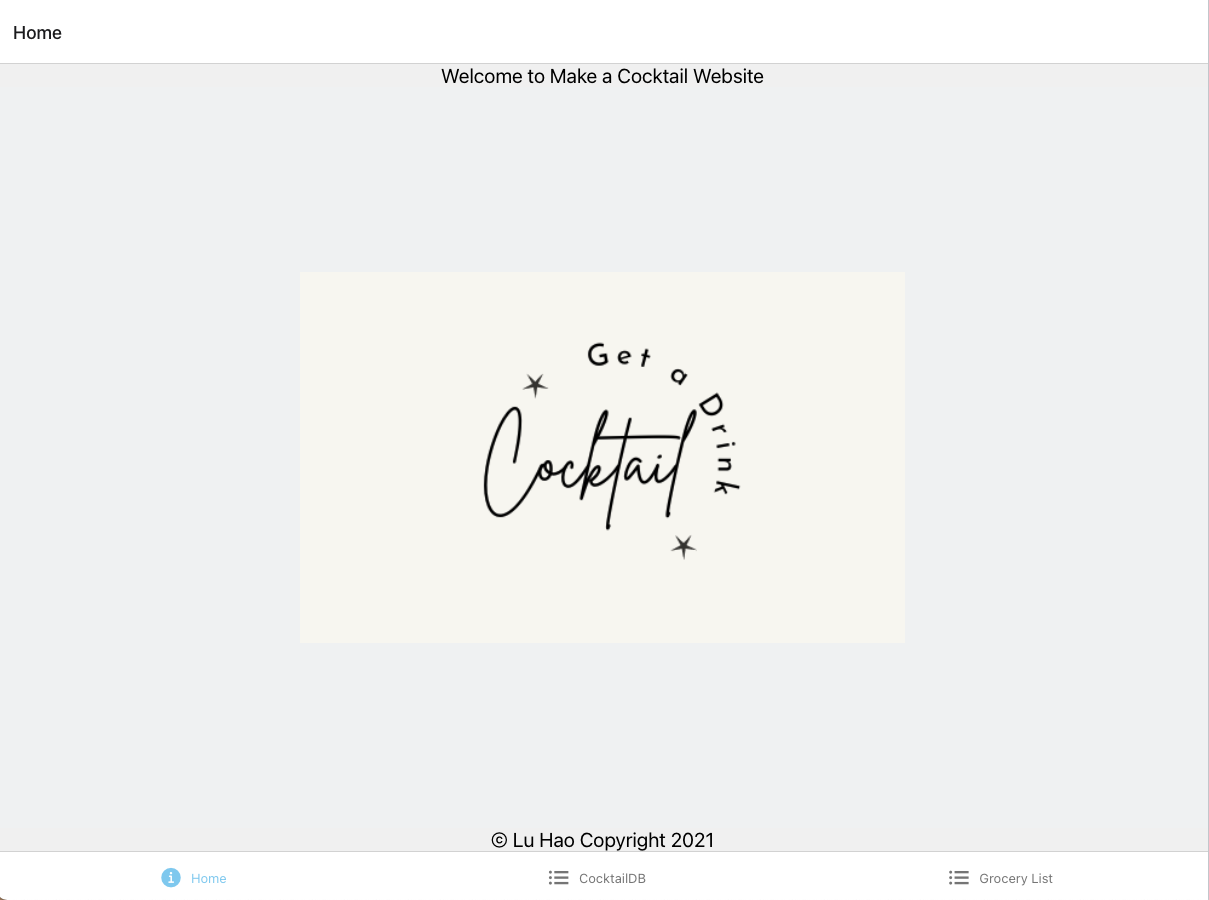 Home
Welcome to Make a Cocktail Website
Get a Drink
Cocktail
© Lu Hao Copyright 2021
Home
CocktailDB
Grocery List